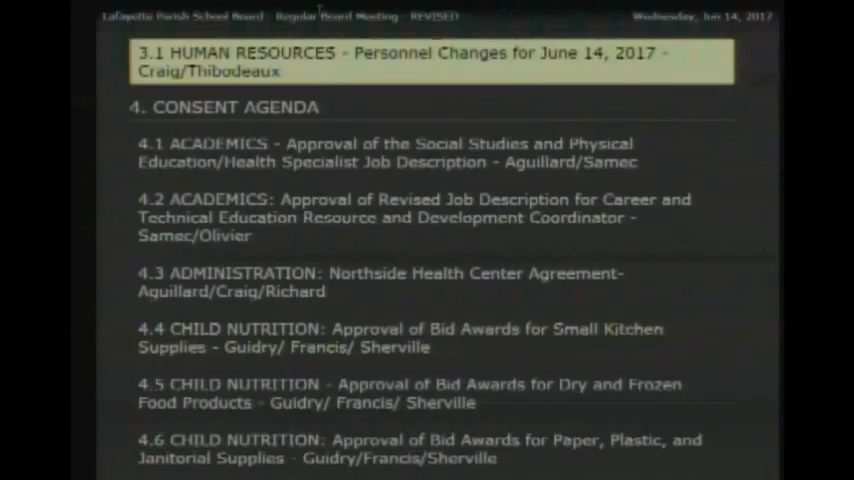 Lafayette Parish School Board Regular Board Meeting - REVISED Wednesday, Jun 14, 2017
3.1 HUMAN RESOURCES - Personnel Changes for June 14, 2017 -
Craig/Thibodeaux
4. CONSENT AGENDA
4.1 ACADEMICS - Approval of the Social Studies and Physical
Education/Health Specialist Job Description - Aguillard/Samec
4.2 ACADEMICS: Approval of Revised Job Description for Career and
Technical Education Resource and Development Coordinator -
Samec/Olivier
4.3 ADMINISTRATION: Northside Health Center Agreement-
Aguillard/Craig/Richard
4.4 CHILD NUTRITION: Approval of Bid Awards for Small Kitchen
Supplies - Guidry/ Francis/ Sherville
4.5 CHILD NUTRITION - Approval of Bid Awards for Dry and Frozen
Food Products - Guidry/ Francis/ Sherville
4.6 CHILD NUTRITION: Approval of Bid Awards for Paper, Plastic, and
Janitorial Supplies - Guidry/Francis/Sherville